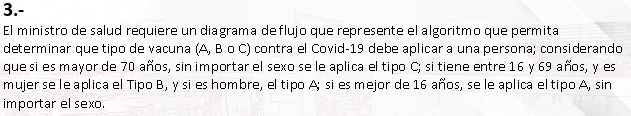 3.-
El ministro de salud requiere un diagrama de flujo que represente el algoritmo que permita
determinar que tipo de vacuna (A, B o C) contra el Covid-19 debe aplicar a una persona; considerando
que si es mayor de 70 años, sin importar el sexo se le aplica el tipo C; si tiene entre 16 y 69 años, y es
mujer se le aplica el Tipo B, y si es hombre, el tipo A; si es mejor de 16 años, se le aplica el tipo A, sin
importar el sexo.